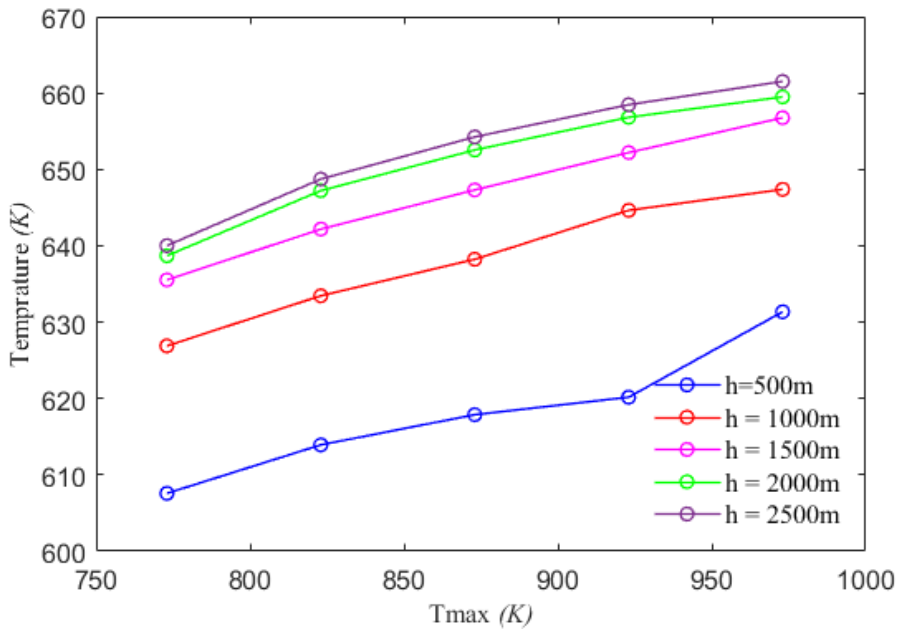 670
660
650
640
630
620
610
600
Temprature (K)
h=500m
h = 1000m
h = 1500m
h = 2000m
h = 2500m
750 800 850 900 950 1000
Tmax (K)